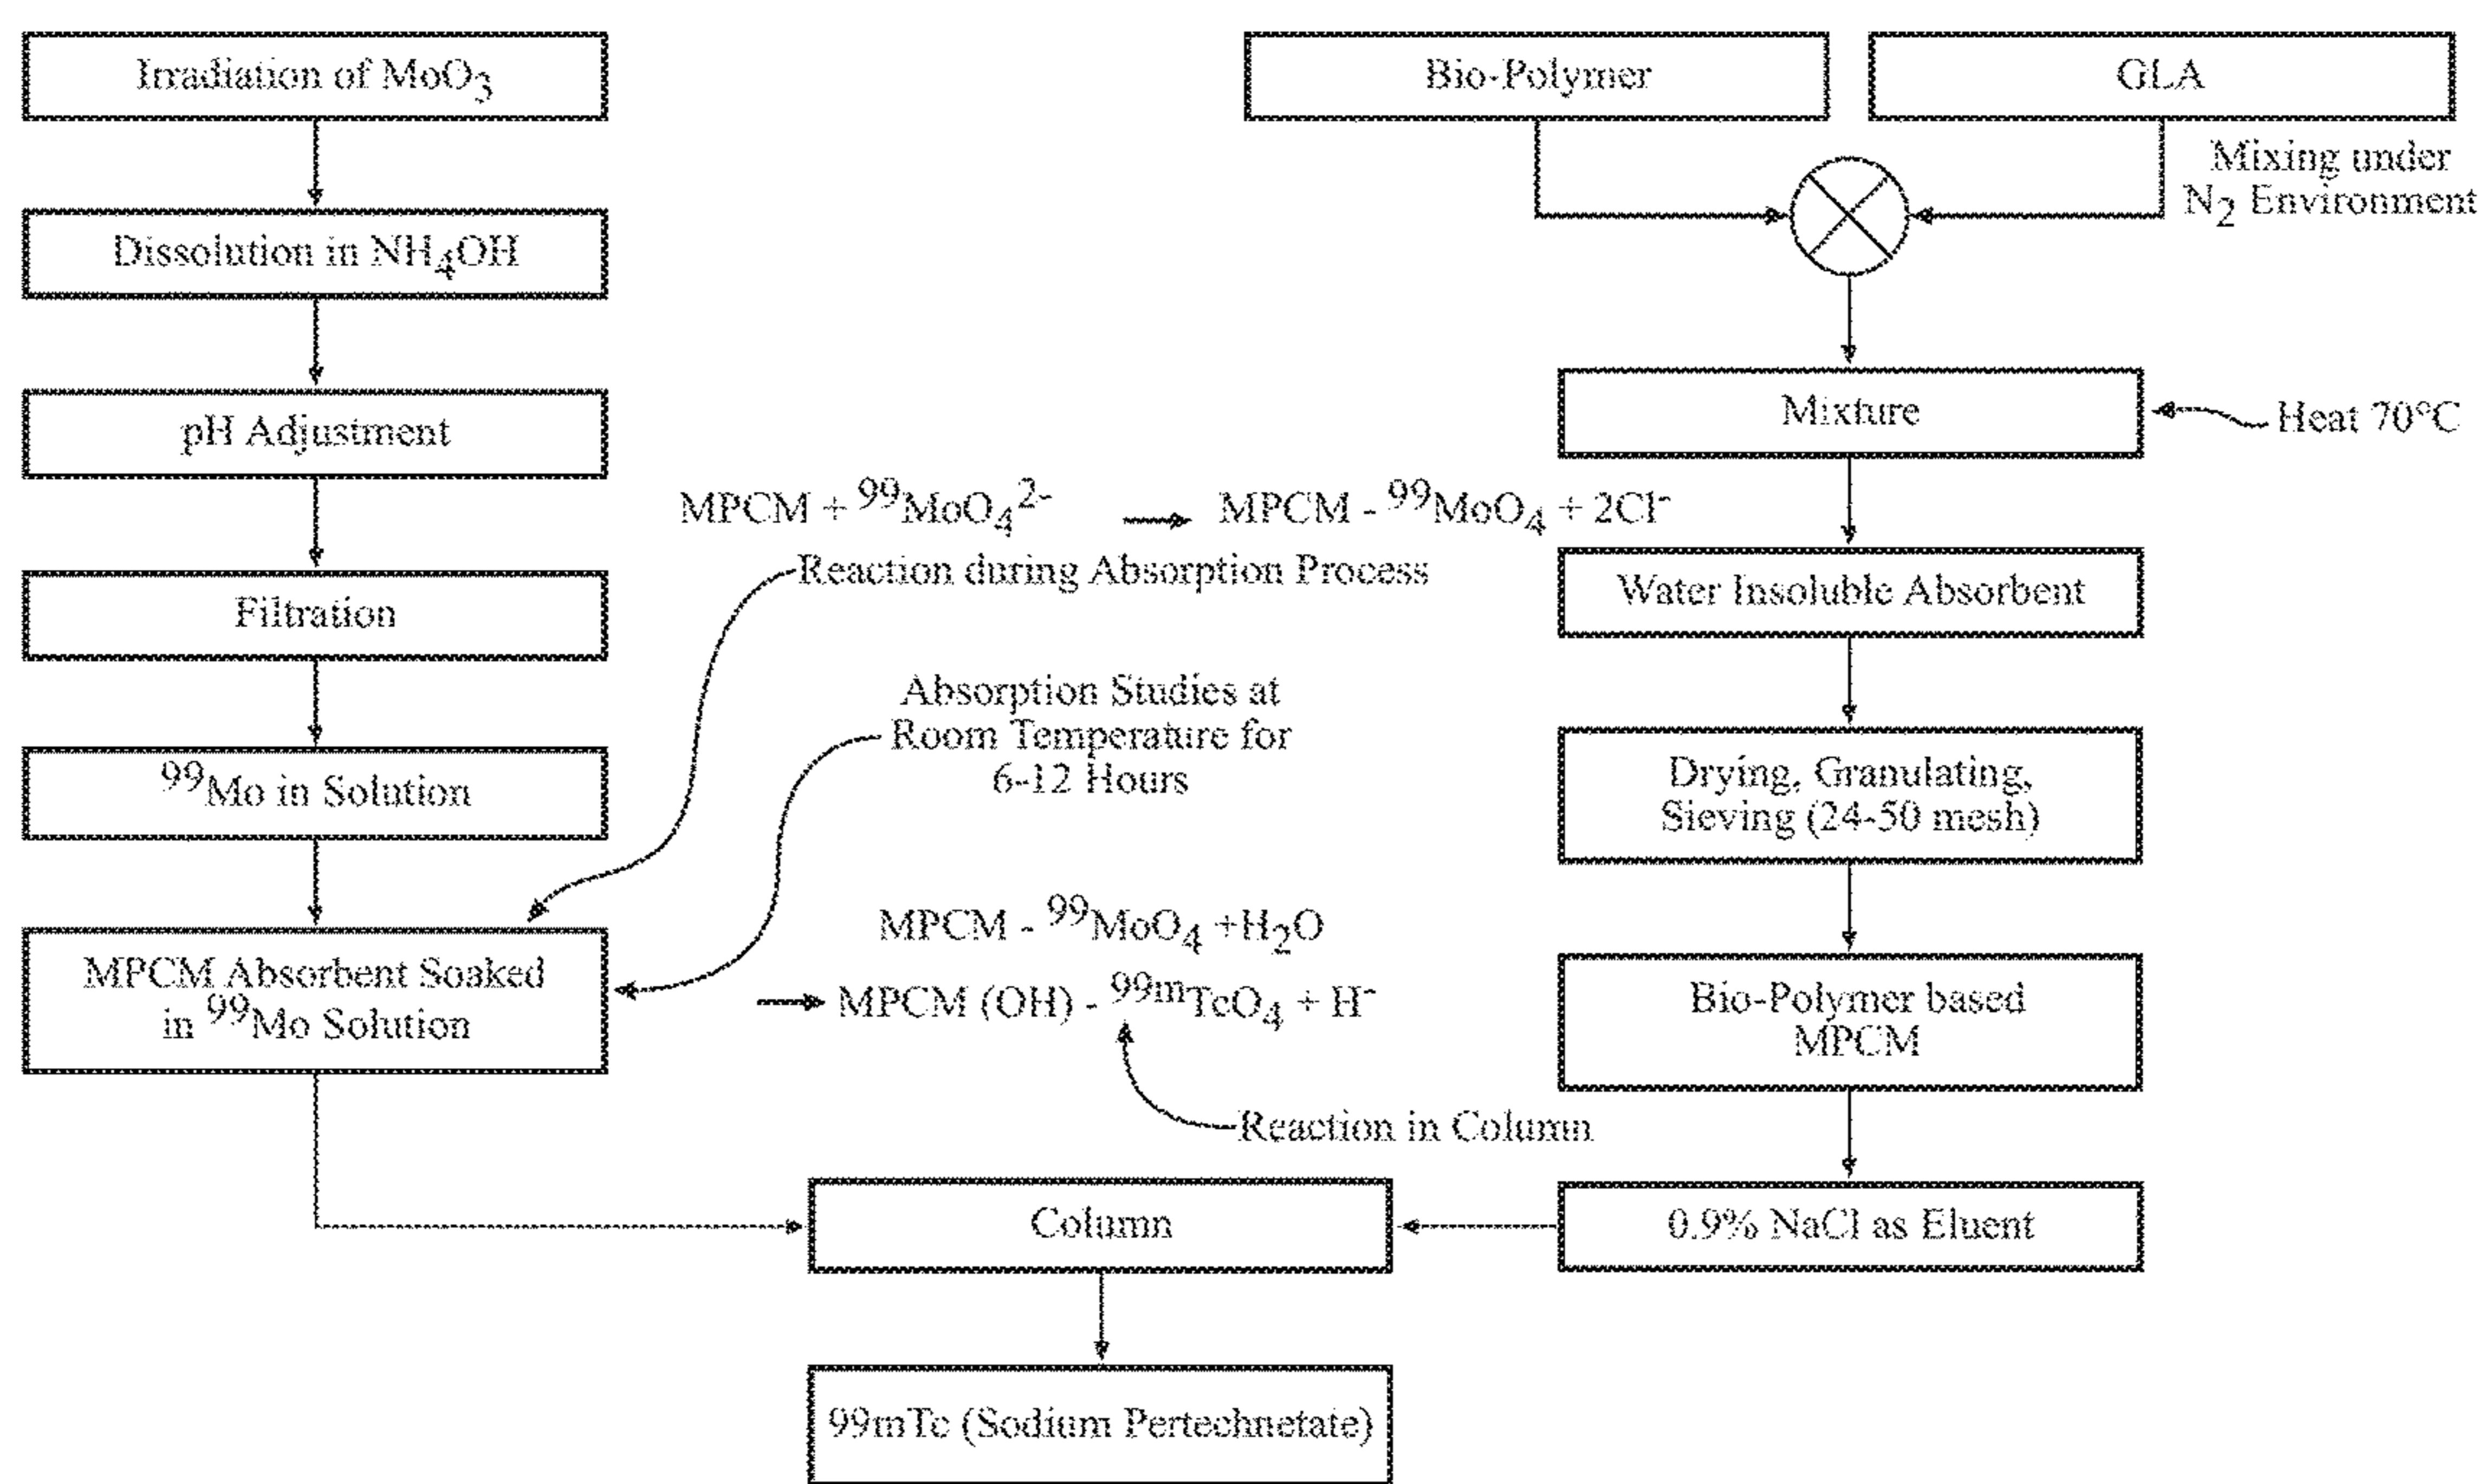 Irradiation of MoO3
Dissolution in NH4OH
pH Adjustment
Filtration
99Mo in Solution
MPCM Absorbent Soaked
in 99Mo Solution
MPCM + 99MoO4 2- → MPCM - 99MoO4 + 2Cl-
Reaction during Absorption Process
Absorption Studies at
Room Temperature for
6-12 Hours
MPCM - 99MoO4 +H2O
→ MPCM (OH) - 99mTcO4 + H-
Reaction in Column
Bio-Polymer
GLA
Mixing under
N2 Environment
Mixture
Heat 70°C
Water Insoluble Absorbent
Drying, Granulating,
Sieving (24-50 mesh)
Bio-Polymer based
MPCM
0.9% NaCl as Eluent
Column
99mTc (Sodium Pertechnetate)